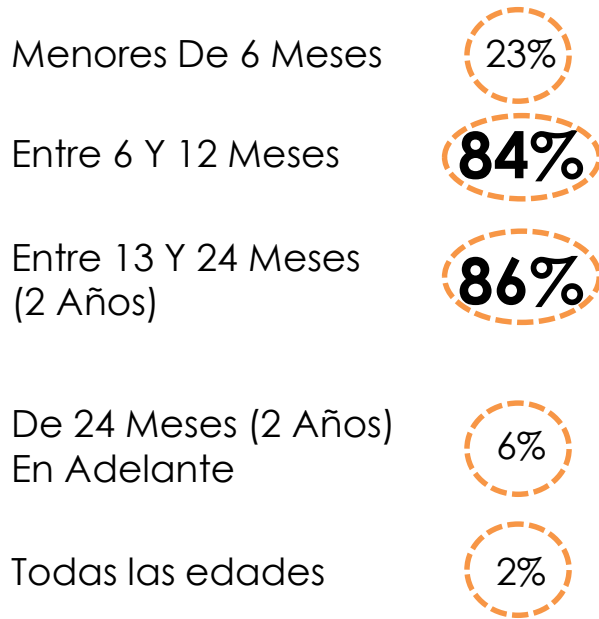 Menores De 6 Meses 23%
Entre 6 Y 12 Meses 84%
Entre 13 Y 24 Meses
(2 Años) 86%
De 24 Meses (2 Años)
En Adelante 6%
Todas las edades 2%